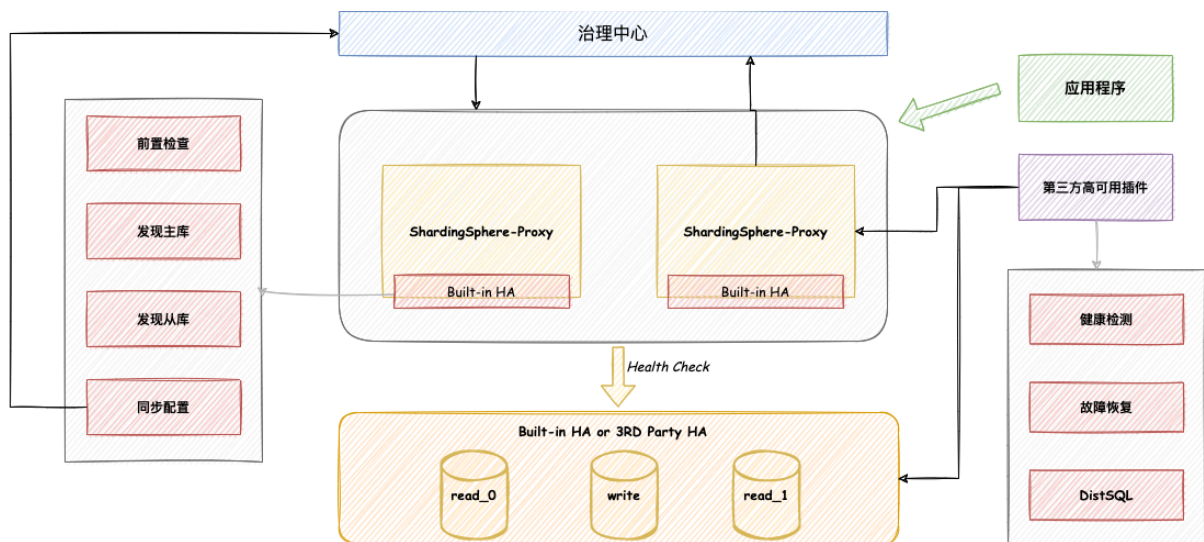 治理中心
前置检查
发现主库
发现从库
同步配置
ShardingSphere-Proxy
Built-in HA
ShardingSphere-Proxy
Built-in HA
Health Check
Built-in HA or 3RD Party HA
read_0
write
read_1
应用程序
第三方高可用插件
健康检测
故障恢复
DistSQL